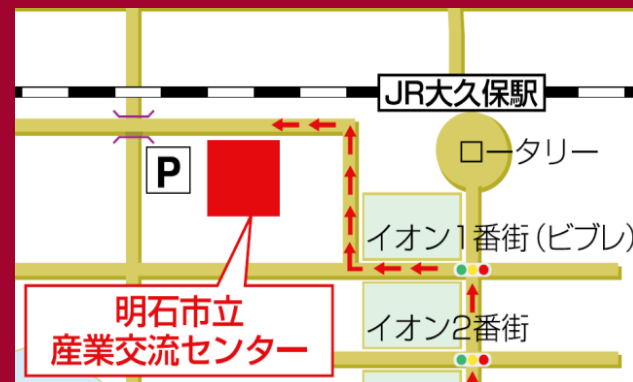 JR大久保駅
ロータリー
P
イオン1番街(ビブレ)
明石市立
産業交流センター
イオン2番街